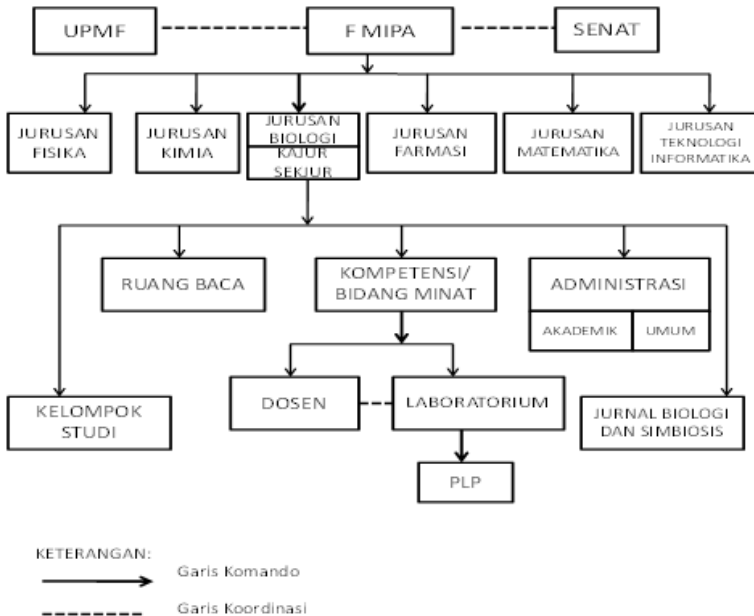 UPMF
F MIPA
SENAT
JURUSAN
FISIKA
JURUSAN
KIMIA
JURUSAN
BIOLOGI
KAJUR
SEKJUR
JURUSAN
FARMASI
JURUSAN
MATEMATIKA
JURUSAN
TEKNOLOGI
INFORMATIKA
RUANG BACA
KOMPETENSI/
BIDANG MINAT
ADMINISTRASI
AKADEMIK
UMUM
KELOMPOK
STUDI
DOSEN
LABORATORIUM
JURNAL BIOLOGI
DAN SIMBIOSIS
PLP
KETERANGAN:
Garis Komando
Garis Koordinasi